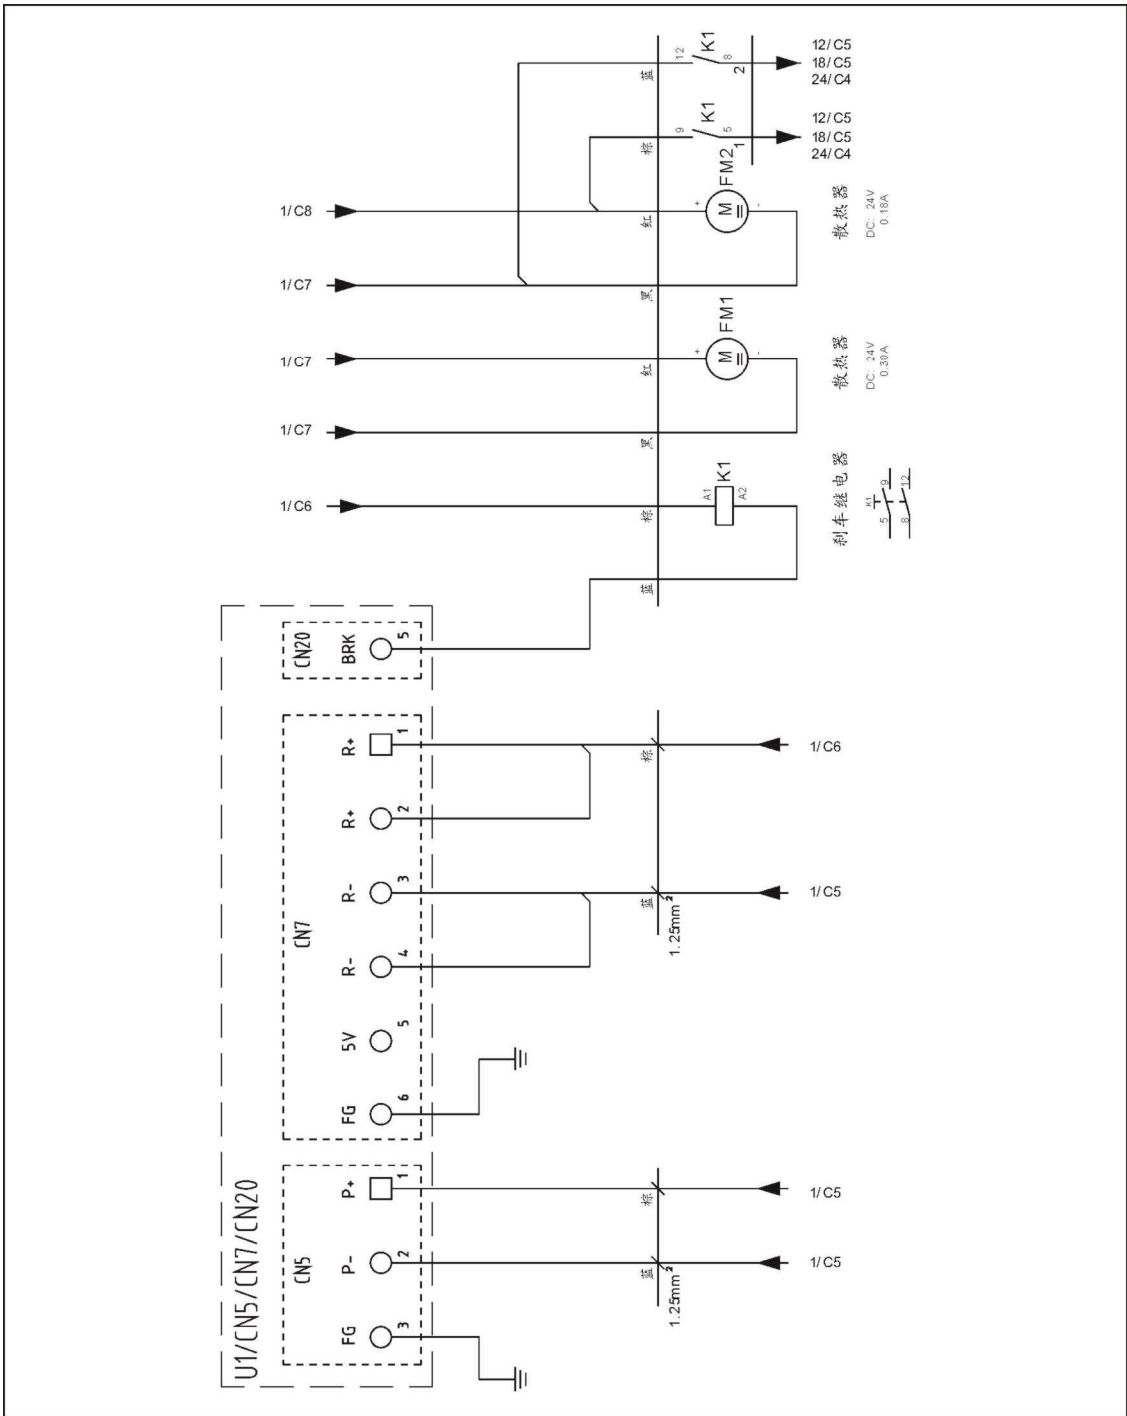 12/C5
18/C5
24/C4
K1
12
8
2
蓝
12/C5
18/C5
24/C4
K1
9
5
1
棕
1/C8
红
+
M
-
FM2
散热器
DC: 24V
0.18A
1/C7
黑
1/C7
红
+
M
-
FM1
散热器
DC: 24V
0.30A
1/C7
黑
1/C6
棕
A1
A2
K1
刹车继电器
K1
5
9
8
12
蓝
U1/CN5/CN7/CN20
CN20
BRK
5
CN7
R+
1
棕
1/C6
R+
2
R-
3
蓝
1.25mm²
1/C5
R-
4
5V
5
FG
6
CN5
P+
1
棕
1/C5
P-
2
蓝
1.25mm²
1/C5
FG
3